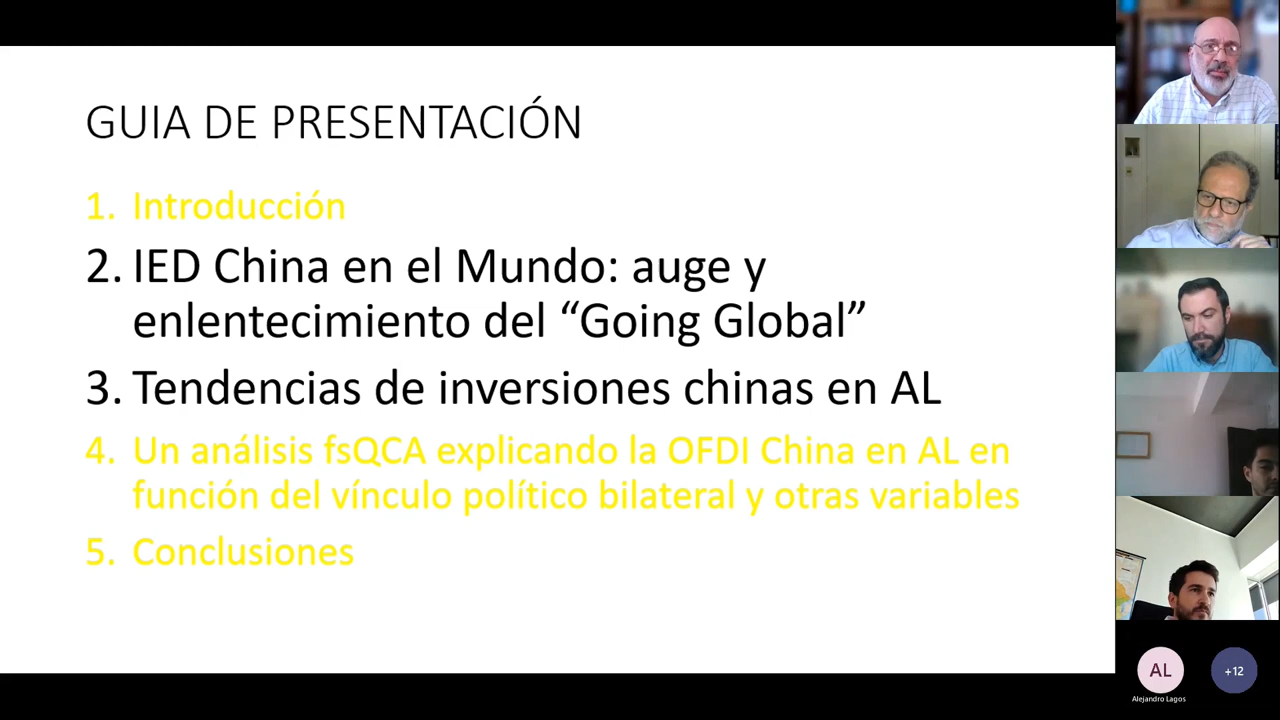 GUIA DE PRESENTACIÓN
1. Introducción
2. IED China en el Mundo: auge y
enlentecimiento del “Going Global”
3. Tendencias de inversiones chinas en AL
4. Un análisis fsQCA explicando la OFDI China en AL en
función del vínculo político bilateral y otras variables
5. Conclusiones
AL
+12
Alejandro Lagos